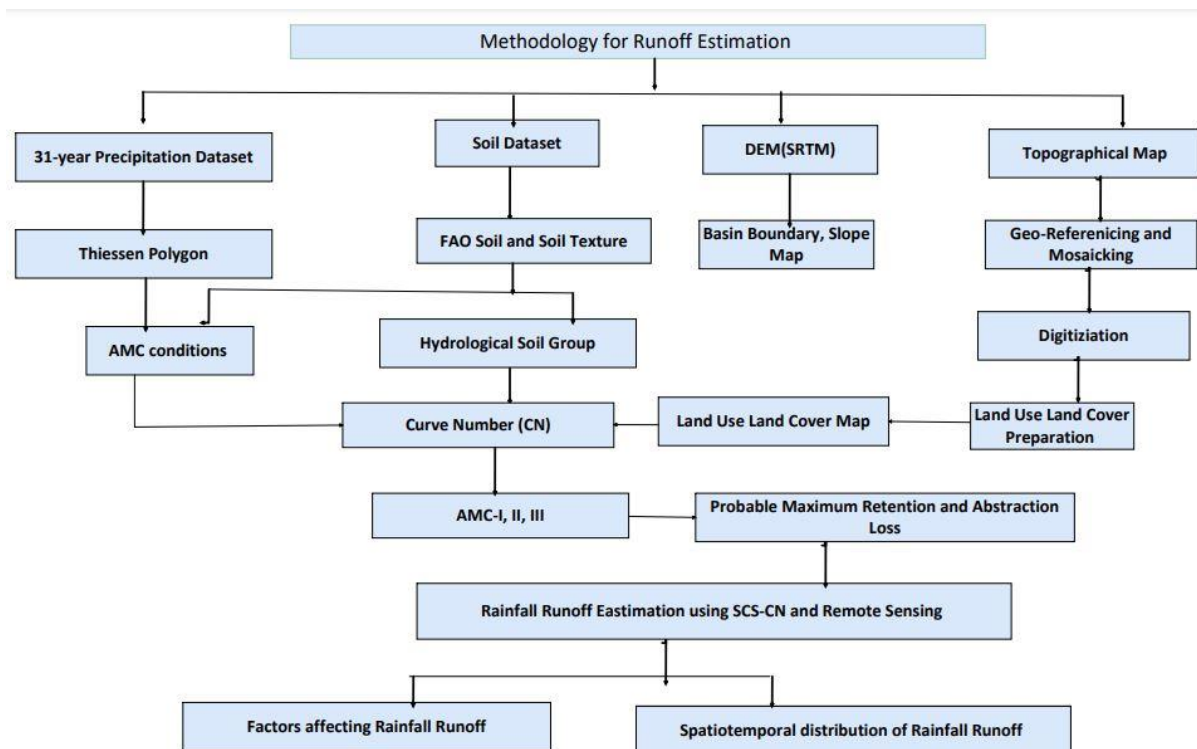 Methodology for Runoff Estimation
31-year Precipitation Dataset
Soil Dataset
DEM(SRTM)
Topographical Map
Thiessen Polygon
FAO Soil and Soil Texture
Basin Boundary, Slope
Map
Geo-Referenicing and
Mosaicking
AMC conditions
Hydrological Soil Group
Digitiziation
Curve Number (CN)
Land Use Land Cover Map
Land Use Land Cover
Preparation
AMC-I, II, III
Probable Maximum Retention and Abstraction
Loss
Rainfall Runoff Eastimation using SCS-CN and Remote Sensing
Factors affecting Rainfall Runoff
Spatiotemporal distribution of Rainfall Runoff